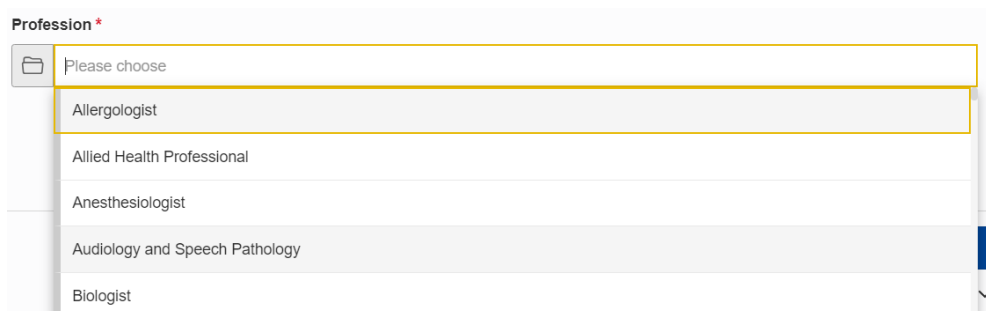 Profession *
Please choose
Allergologist
Allied Health Professional
Anesthesiologist
Audiology and Speech Pathology
Biologist